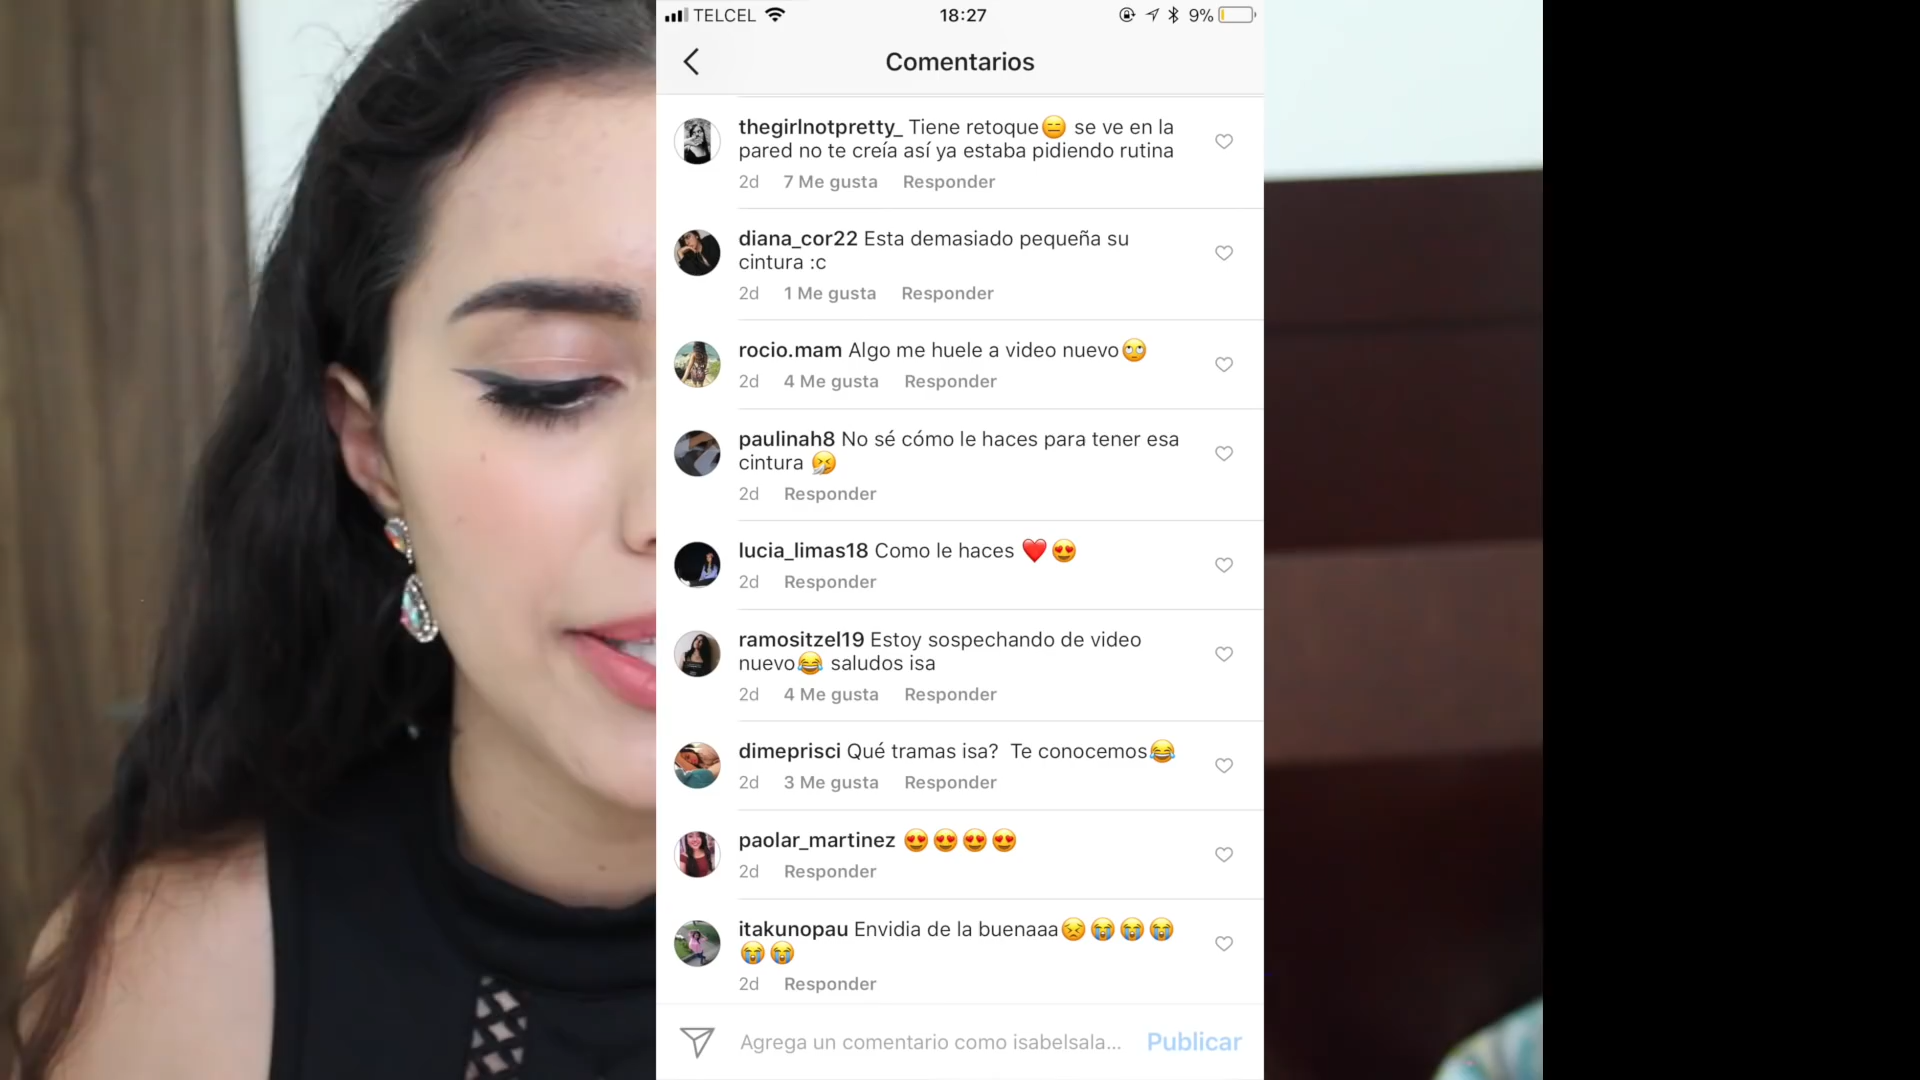 TELCEL 18:27 9%
Comentarios
thegirlnotpretty_ Tiene retoque😑 se ve en la
pared no te creía así ya estaba pidiendo rutina
2d 7 Me gusta Responder
diana_cor22 Esta demasiado pequeña su
cintura :c
2d 1 Me gusta Responder
rocio.mam Algo me huele a video nuevo🙄
2d 4 Me gusta Responder
paulinah8 No sé cómo le haces para tener esa
cintura 🤧
2d Responder
lucia_limas18 Como le haces ❤️😍
2d Responder
ramositzel19 Estoy sospechando de video
nuevo😂 saludos isa
2d 4 Me gusta Responder
dimeprisci Qué tramas isa? Te conocemos😂
2d 3 Me gusta Responder
paolar_martinez 😍😍😍😍
2d Responder
itakunopau Envidia de la buenaaa😣😭😭😭
😭😭
2d Responder
Agrega un comentario como isabelsala... Publicar